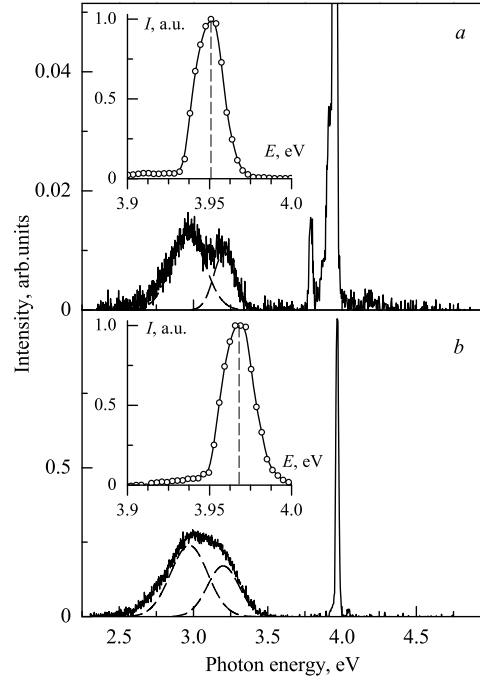 I, a.u.
a
1.0
0.04
0.5
E, eV
0
3.9
3.95
4.0
0.02
0
Intensity, arb.units
I, a.u.
b
1.0
0.5
E, eV
0.5
0
3.9
3.95
4.0
0
2.5
3.0
3.5
4.0
4.5
Photon energy, eV